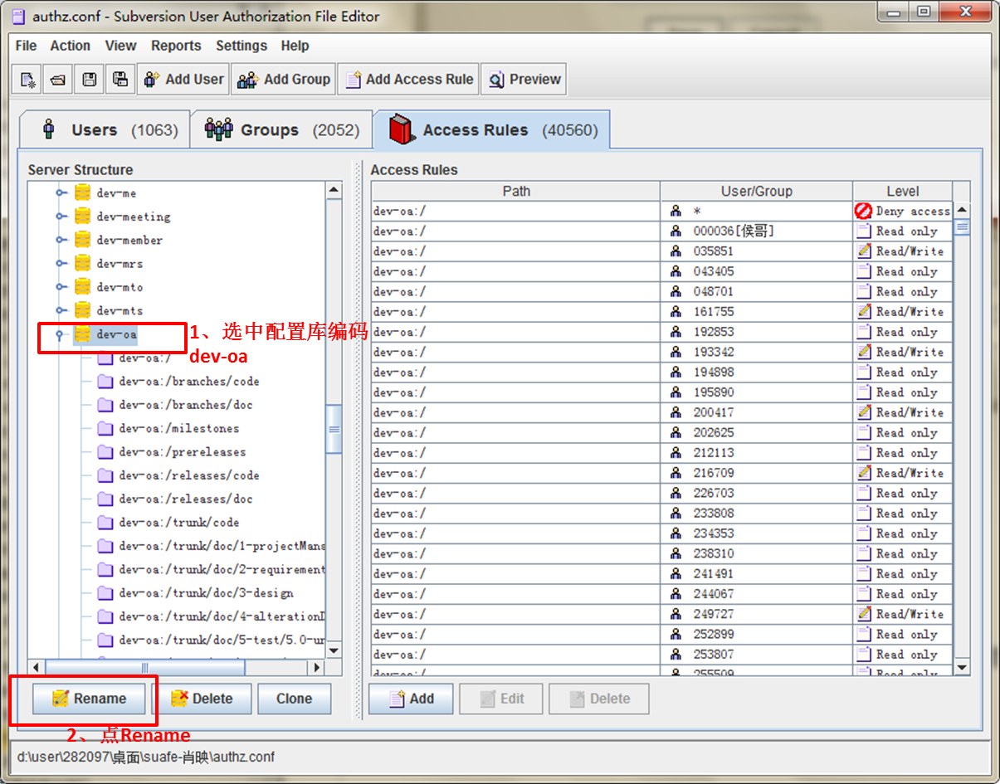 authz.conf - Subversion User Authorization File Editor
File Action View Reports Settings Help
Add User Add Group Add Access Rule Preview
Users (1063) Groups (2052) Access Rules (40560)
Server Structure
dev-me
dev-meeting
dev-member
dev-mrs
dev-mto
dev-mts
dev-oa
1、选中配置库编码
dev-oa
dev-oa:/
dev-oa:/branches/code
dev-oa:/branches/doc
dev-oa:/milestones
dev-oa:/prereleases
dev-oa:/releases/code
dev-oa:/releases/doc
dev-oa:/trunk/code
dev-oa:/trunk/doc/1-projectMana
dev-oa:/trunk/doc/2-requirement
dev-oa:/trunk/doc/3-design
dev-oa:/trunk/doc/4-alterationD
dev-oa:/trunk/doc/5-test/5.0-un
Rename Delete Clone
2、点Rename
Access Rules
Path User/Group Level
dev-oa:/ * Deny access
dev-oa:/ 000036[侯哥] Read only
dev-oa:/ 035851 Read/Write
dev-oa:/ 043405 Read only
dev-oa:/ 048701 Read only
dev-oa:/ 161755 Read/Write
dev-oa:/ 192853 Read only
dev-oa:/ 193342 Read/Write
dev-oa:/ 194898 Read only
dev-oa:/ 195890 Read only
dev-oa:/ 200417 Read/Write
dev-oa:/ 202625 Read only
dev-oa:/ 212113 Read only
dev-oa:/ 216709 Read/Write
dev-oa:/ 226703 Read only
dev-oa:/ 233808 Read only
dev-oa:/ 234353 Read only
dev-oa:/ 238310 Read only
dev-oa:/ 241491 Read only
dev-oa:/ 244067 Read only
dev-oa:/ 249727 Read/Write
dev-oa:/ 252899 Read only
dev-oa:/ 253807 Read only
dev-oa:/ 255509 Read only
Add Edit Delete
d:\user\282097\桌面\suafe-肖映\authz.conf